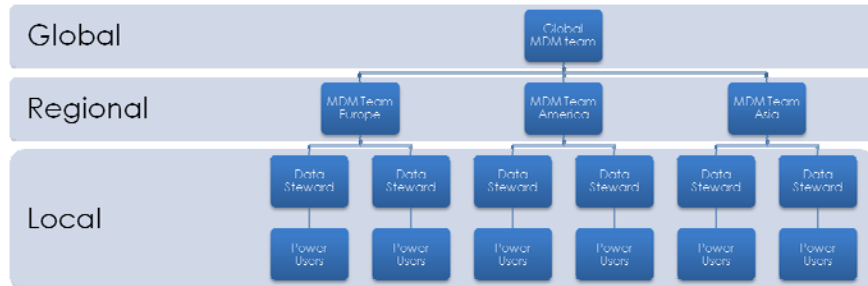 Global
Global
MDM team
Regional
MDM Team
Europe
MDM Team
America
MDM Team
Asia
Local
Data
Steward
Data
Steward
Data
Steward
Data
Steward
Data
Steward
Data
Steward
Power
Users
Power
Users
Power
Users
Power
Users
Power
Users
Power
Users